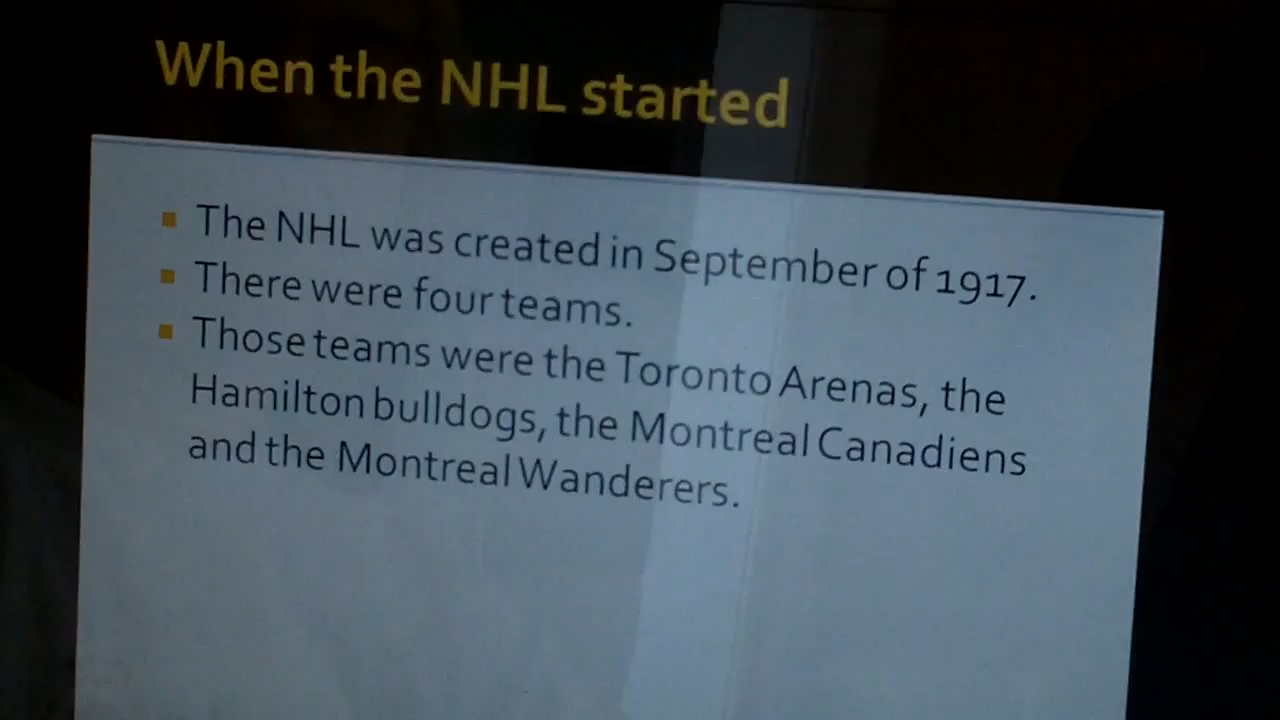 When the NHL started
The NHL was created in September of 1917.
There were four teams.
Those teams were the Toronto Arenas, the
Hamilton bulldogs, the Montreal Canadiens
and the Montreal Wanderers.